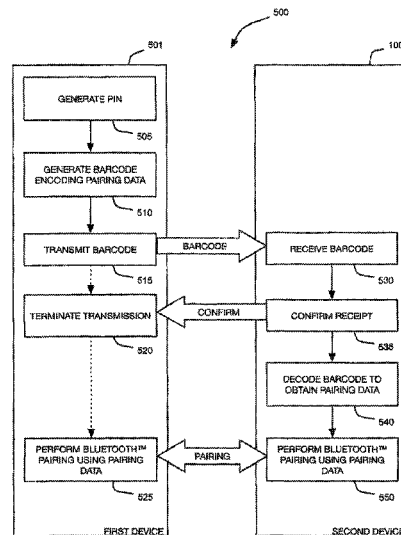 500
501
100
GENERATE PIN
505
GENERATE BARCODE
ENCODING PAIRING DATA
510
TRANSMIT BARCODE
515
BARCODE
RECEIVE BARCODE
530
TERMINATE TRANSMISSION
520
CONFIRM
CONFIRM RECEIPT
535
DECODE BARCODE TO
OBTAIN PAIRING DATA
540
PERFORM BLUETOOTH™
PAIRING USING PAIRING
DATA
525
PAIRING
PERFORM BLUETOOTH™
PAIRING USING PAIRING
DATA
550
FIRST DEVICE
SECOND DEVICE